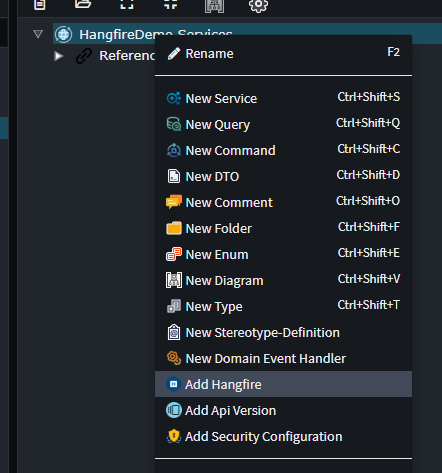 HangfireDemo.Services
Referenc
Rename F2
New Service Ctrl+Shift+S
New Query Ctrl+Shift+Q
New Command Ctrl+Shift+C
New DTO Ctrl+Shift+D
New Comment Ctrl+Shift+O
New Folder Ctrl+Shift+F
New Enum Ctrl+Shift+E
New Diagram Ctrl+Shift+V
New Type Ctrl+Shift+T
New Stereotype-Definition
New Domain Event Handler
Add Hangfire
Add Api Version
Add Security Configuration